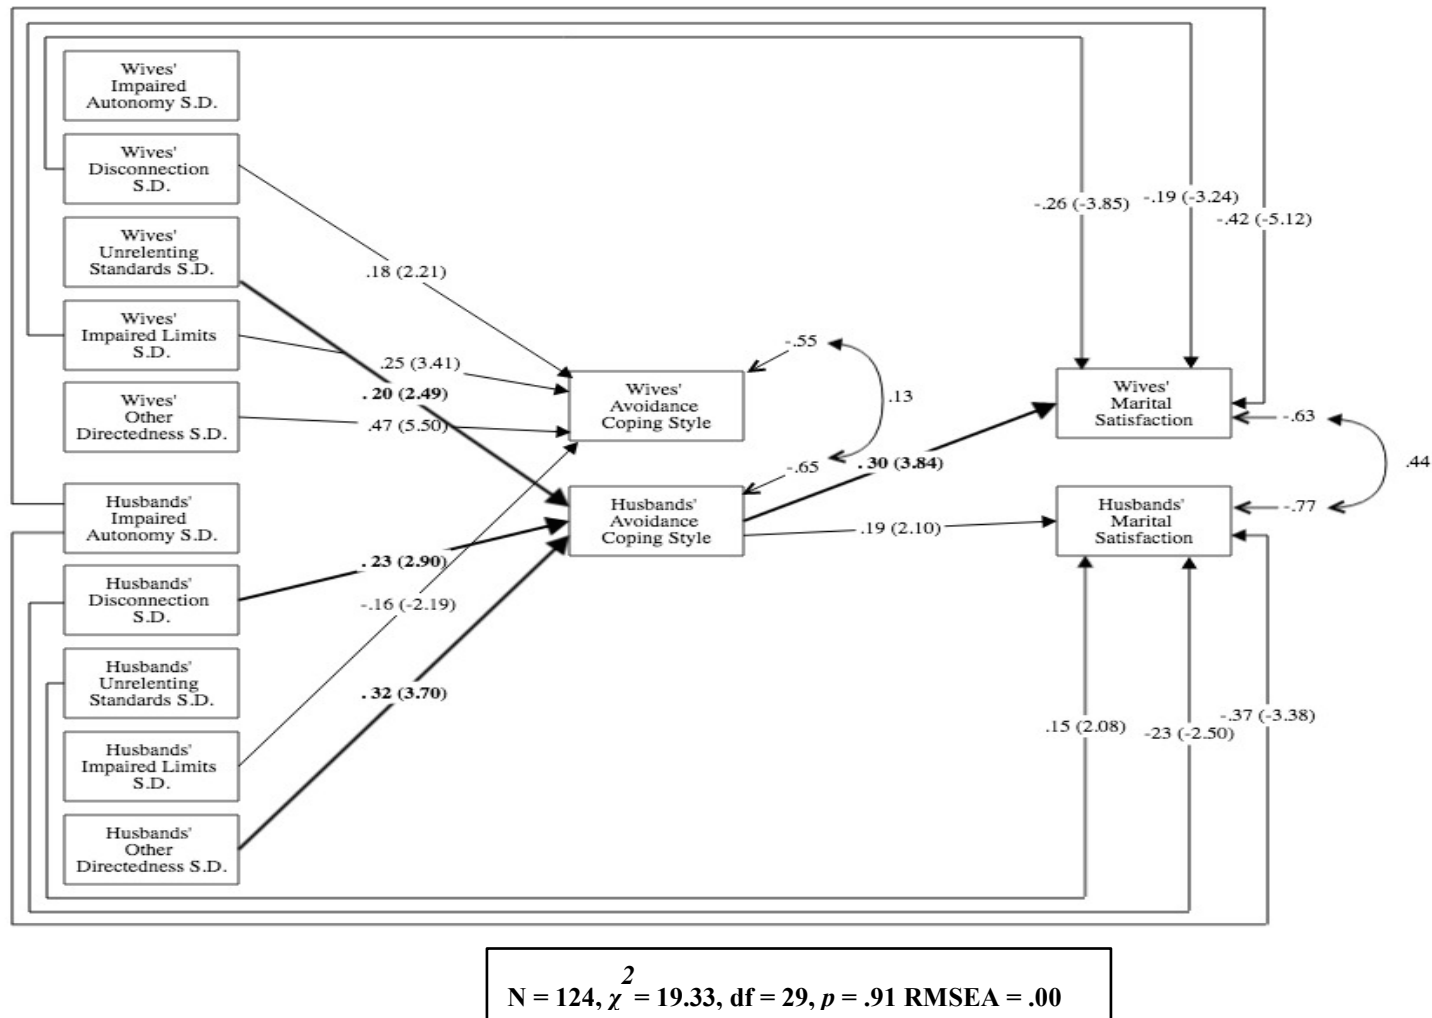 Wives'
Impaired
Autonomy S.D.
Wives'
Disconnection
S.D.
Wives'
Unrelenting
Standards S.D.
Wives'
Impaired Limits
S.D.
Wives'
Other
Directedness S.D.
Husbands'
Impaired
Autonomy S.D.
Husbands'
Disconnection
S.D.
Husbands'
Unrelenting
Standards S.D.
Husbands'
Impaired Limits
S.D.
Husbands'
Other
Directedness S.D.
.18 (2.21)
.25 (3.41)
.20 (2.49)
.47 (5.50)
.23 (2.90)
-.16 (-2.19)
.32 (3.70)
Wives'
Avoidance
Coping Style
Husbands'
Avoidance
Coping Style
-.55
.13
-.65
.30 (3.84)
.19 (2.10)
-.26 (-3.85)
-.19 (-3.24)
-.42 (-5.12)
Wives'
Marital
Satisfaction
Husbands'
Marital
Satisfaction
-.63
.44
-.77
.15 (2.08)
-23 (-2.50)
-.37 (-3.38)
N = 124, χ² = 19.33, df = 29, p = .91 RMSEA = .00